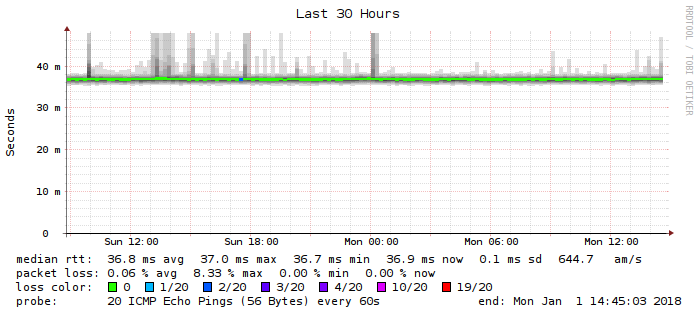 Last 30 Hours
RRDTOOL / TOBI OETIKER
Seconds
40 m
30 m
20 m
10 m
0
Sun 12:00 Sun 18:00 Mon 00:00 Mon 06:00 Mon 12:00
median rtt: 36.8 ms avg 37.0 ms max 36.7 ms min 36.9 ms now 0.1 ms sd 644.7 am/s
packet loss: 0.06 % avg 8.33 % max 0.00 % min 0.00 % now
loss color: 0 1/20 2/20 3/20 4/20 10/20 19/20
probe: 20 ICMP Echo Pings (56 Bytes) every 60s end: Mon Jan 1 14:45:03 2018